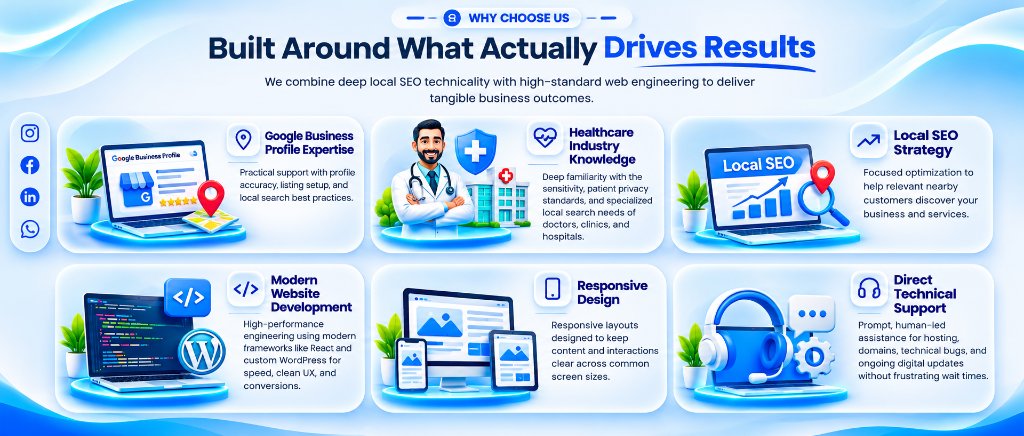 WHY CHOOSE US
Built Around What Actually Drives Results
We combine deep local SEO technicality with high-standard web engineering to deliver
tangible business outcomes.
Google Business Profile
G
Google Business
Profile Expertise
Practical support with profile
accuracy, listing setup, and
local search best practices.
Healthcare
Industry
Knowledge
Deep familiarity with the
sensitivity, patient privacy
standards, and specialized
local search needs of
doctors, clinics, and
hospitals.
Local SEO
Local SEO
Strategy
Focused optimization to
help relevant nearby
customers discover your
business and services.
</>
</>
Modern
Website
Development
High-performance
engineering using modern
frameworks like React and
custom WordPress for
speed, clean UX, and
conversions.
Responsive
Design
Responsive layouts
designed to keep
content and interactions
clear across common
screen sizes.
Direct
Technical
Support
Prompt, human-led
assistance for hosting,
domains, technical bugs, and
ongoing digital updates
without frustrating wait times.